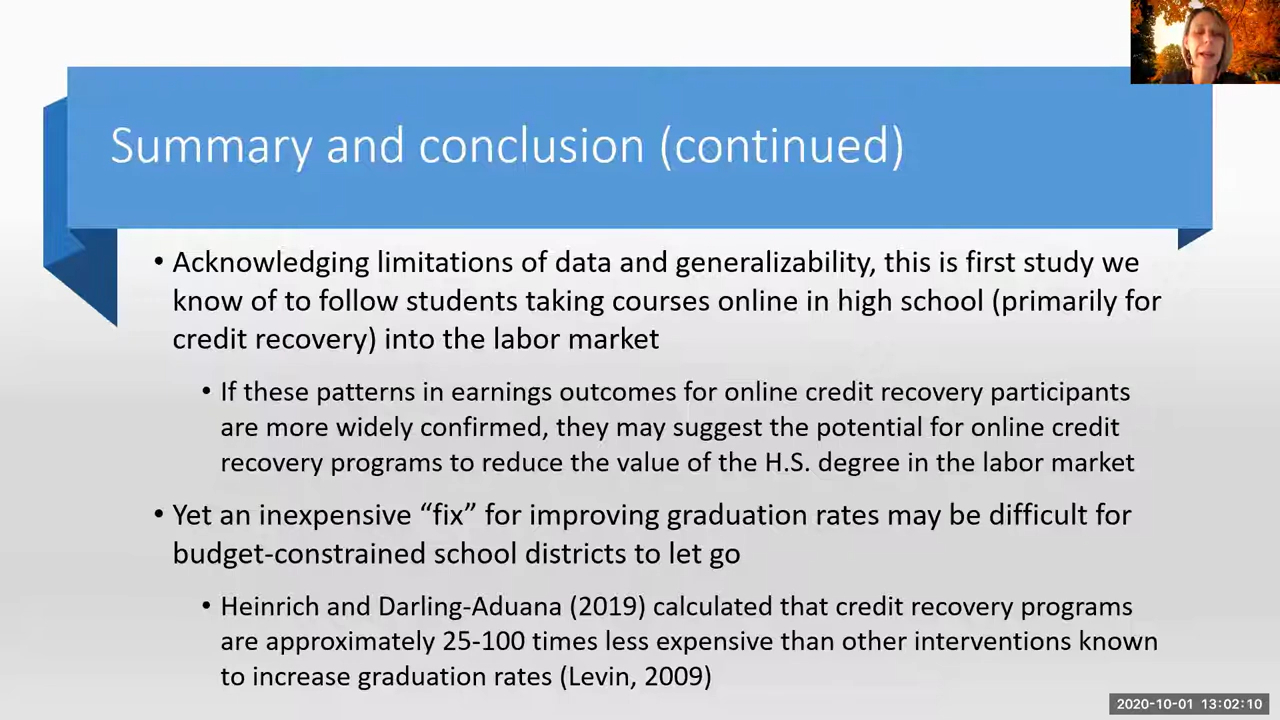 Summary and conclusion (continued)
• Acknowledging limitations of data and generalizability, this is first study we
know of to follow students taking courses online in high school (primarily for
credit recovery) into the labor market
• If these patterns in earnings outcomes for online credit recovery participants
are more widely confirmed, they may suggest the potential for online credit
recovery programs to reduce the value of the H.S. degree in the labor market
• Yet an inexpensive “fix” for improving graduation rates may be difficult for
budget-constrained school districts to let go
• Heinrich and Darling-Aduana (2019) calculated that credit recovery programs
are approximately 25-100 times less expensive than other interventions known
to increase graduation rates (Levin, 2009)
2020-10-01 13:02:10